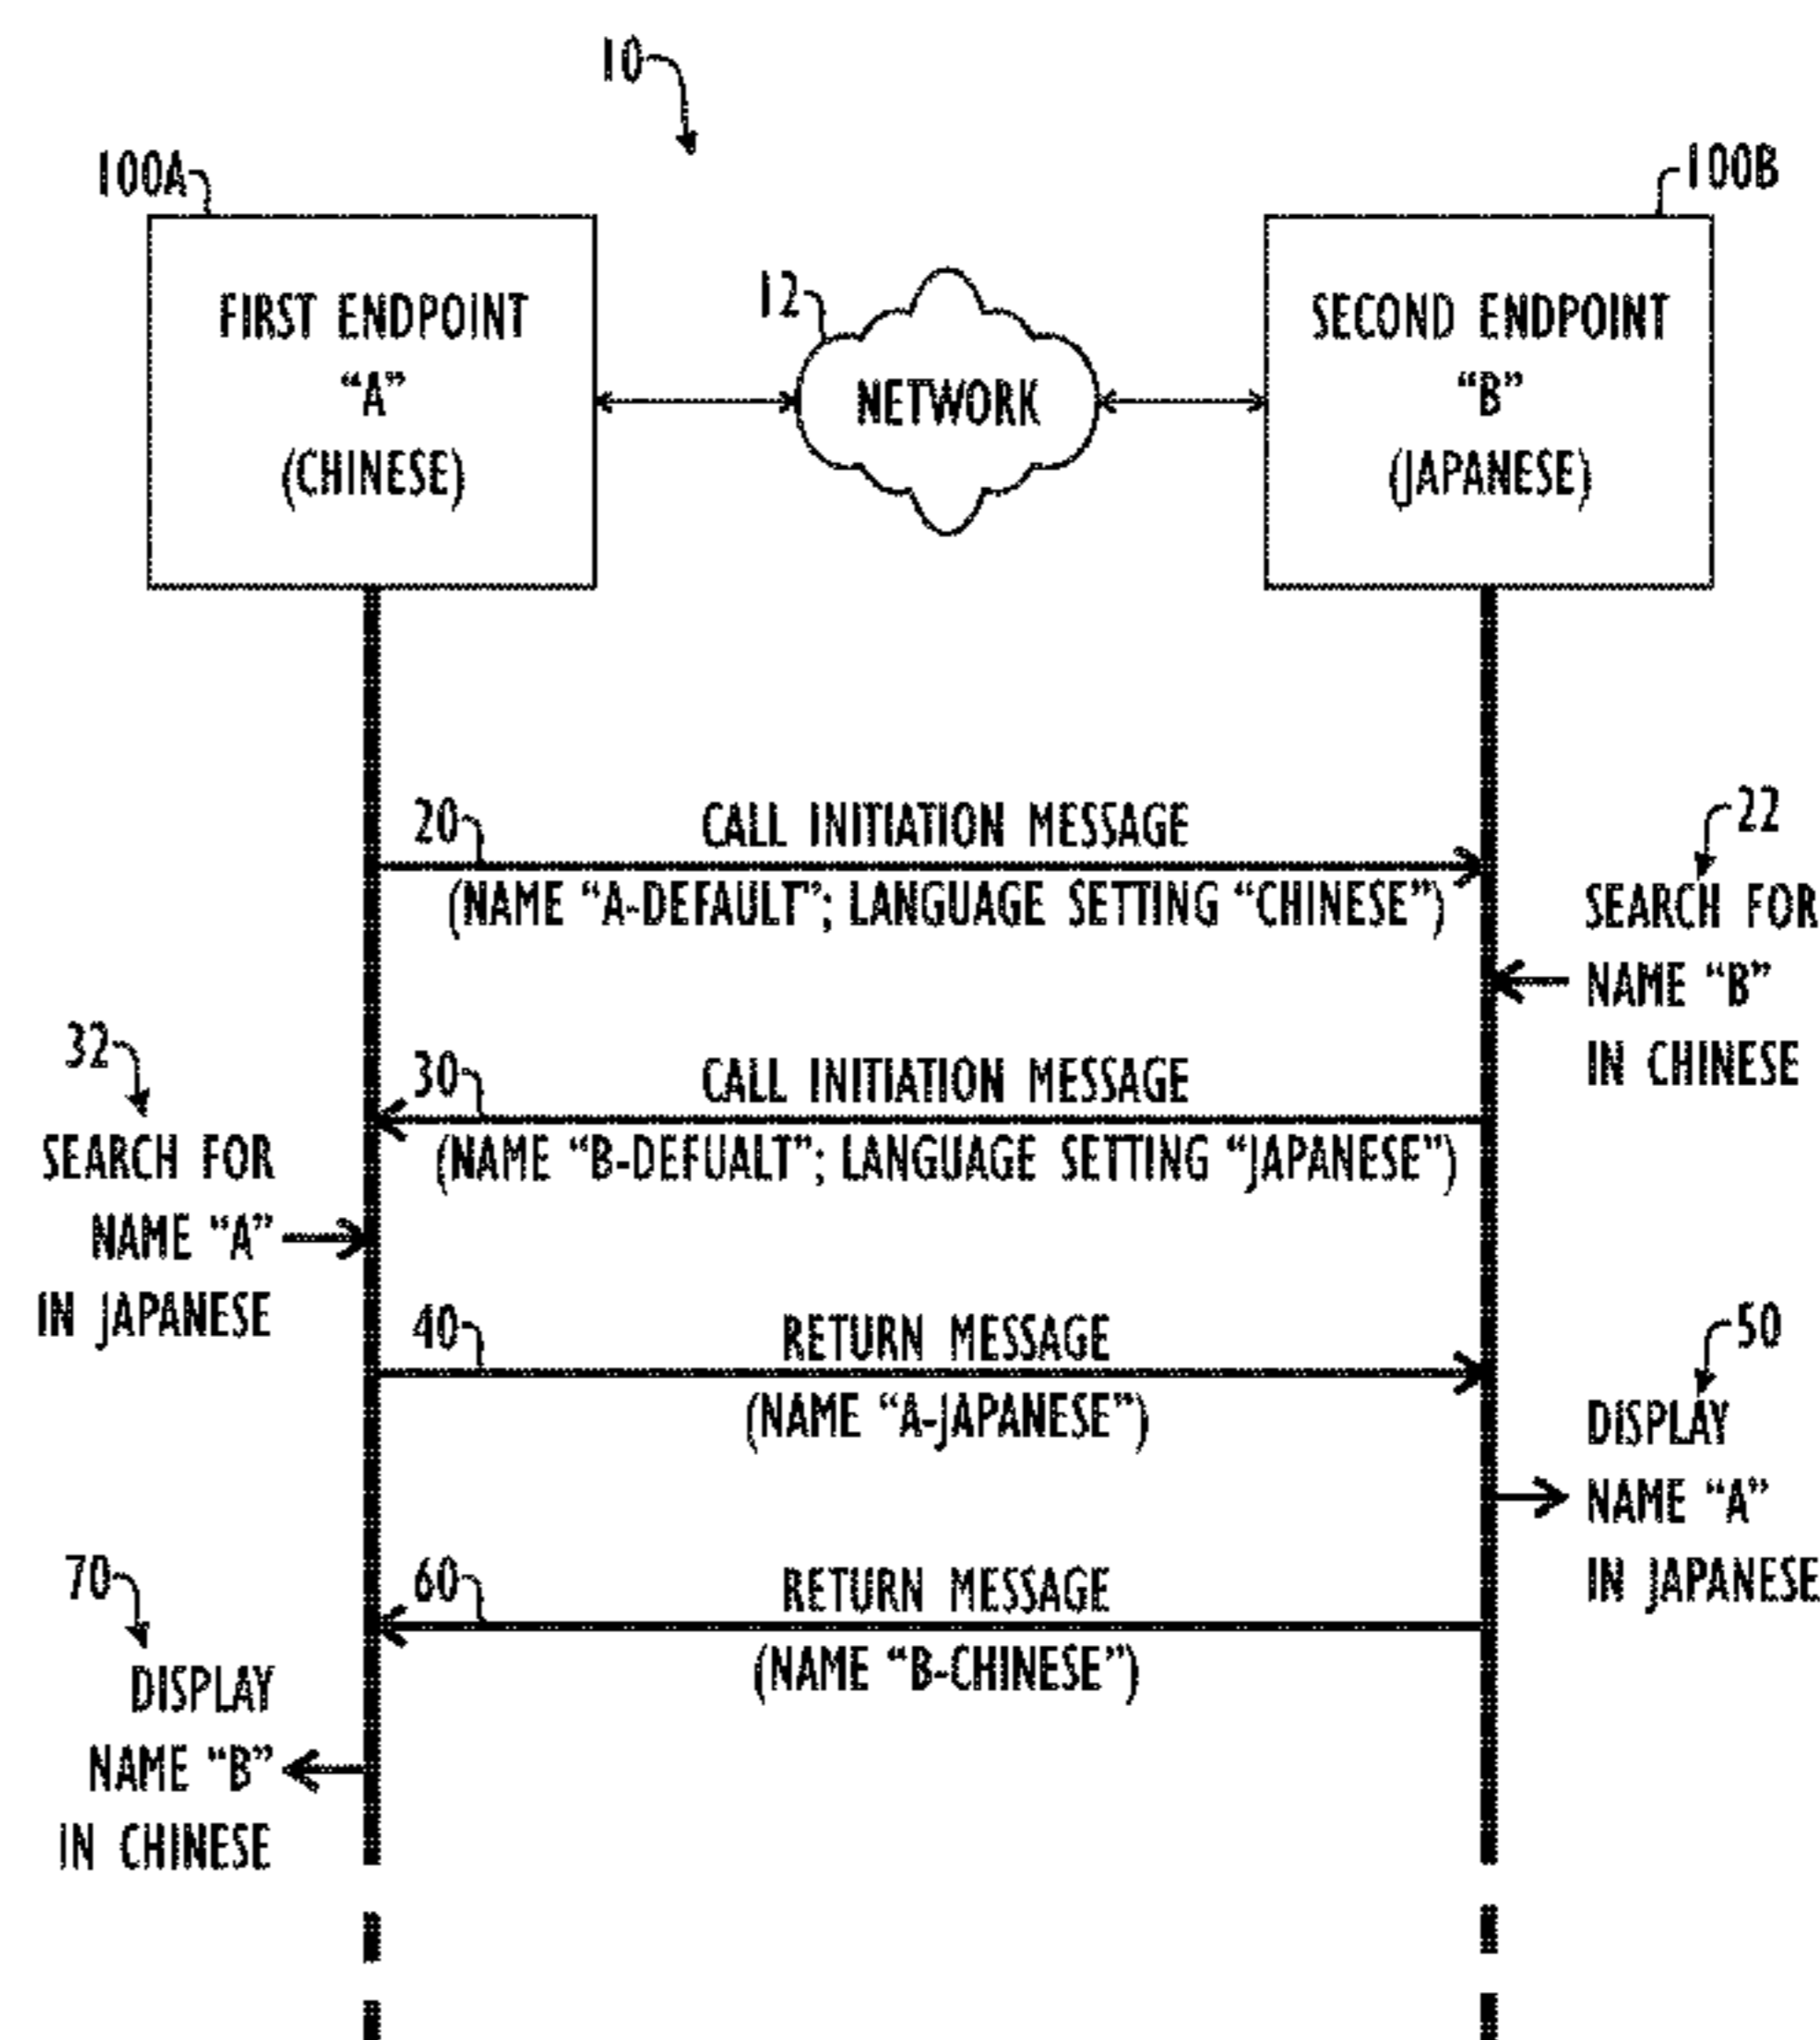 10
100A
100B
FIRST ENDPOINT
“A”
(CHINESE)
12
NETWORK
SECOND ENDPOINT
“B”
(JAPANESE)
20
CALL INITIATION MESSAGE
(NAME “A-DEFAULT”; LANGUAGE SETTING “CHINESE”)
22
SEARCH FOR
NAME “B”
IN CHINESE
30
CALL INITIATION MESSAGE
(NAME “B-DEFUALT”; LANGUAGE SETTING “JAPANESE”)
32
SEARCH FOR
NAME “A”
IN JAPANESE
40
RETURN MESSAGE
(NAME “A-JAPANESE”)
50
DISPLAY
NAME “A”
IN JAPANESE
60
RETURN MESSAGE
(NAME “B-CHINESE”)
70
DISPLAY
NAME “B”
IN CHINESE